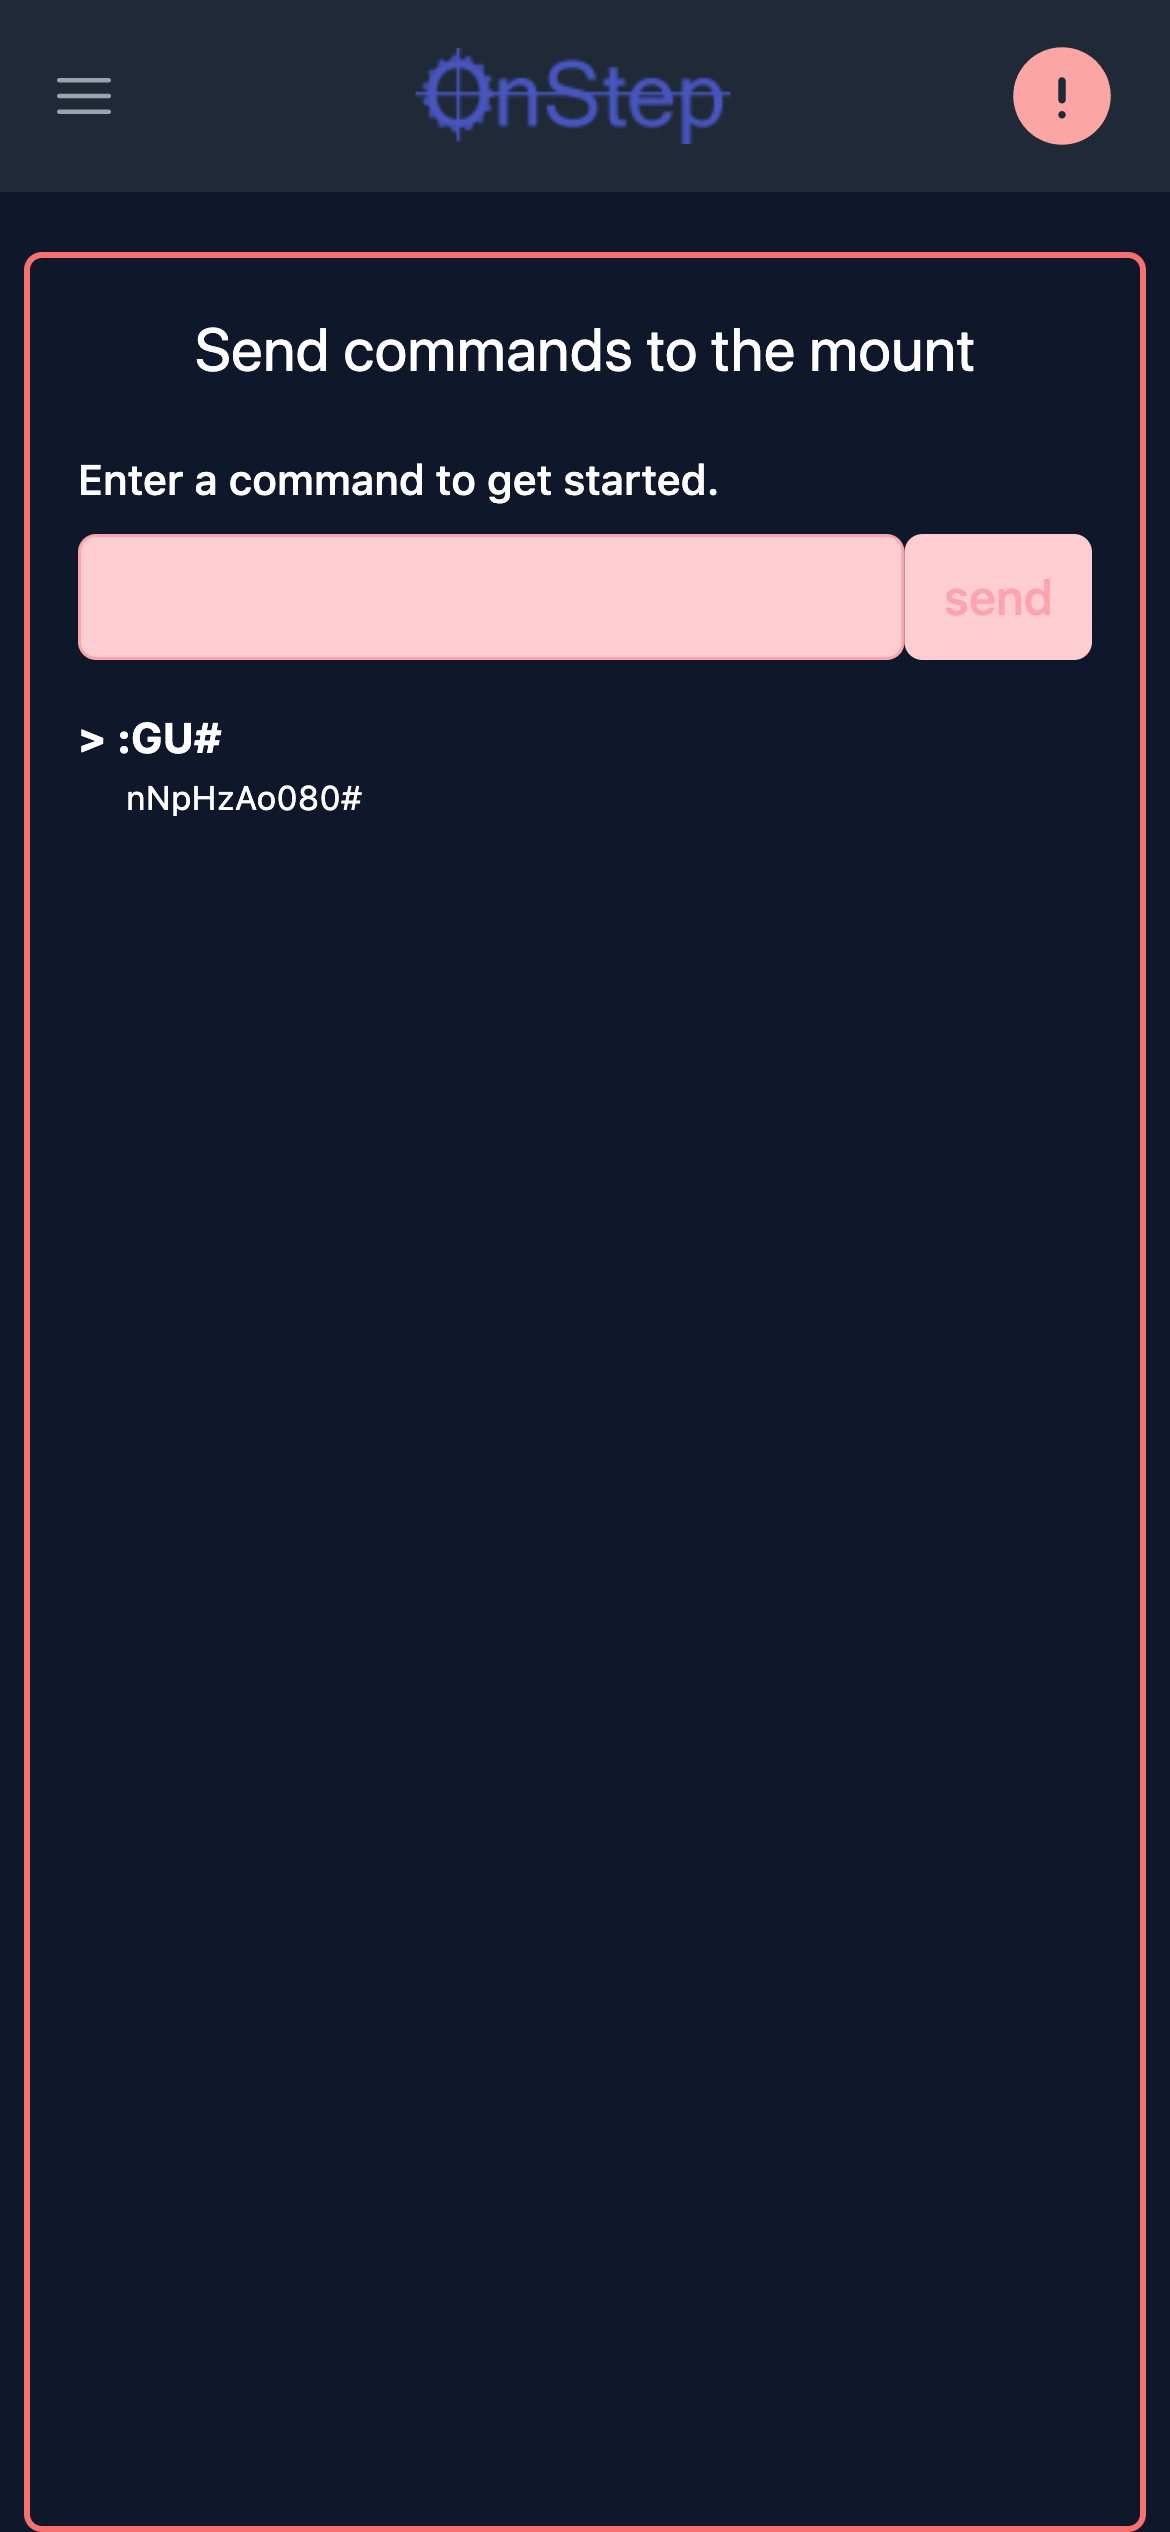 OnStep
Send commands to the mount
Enter a command to get started.
send
> :GU#
nNpHzAo080#